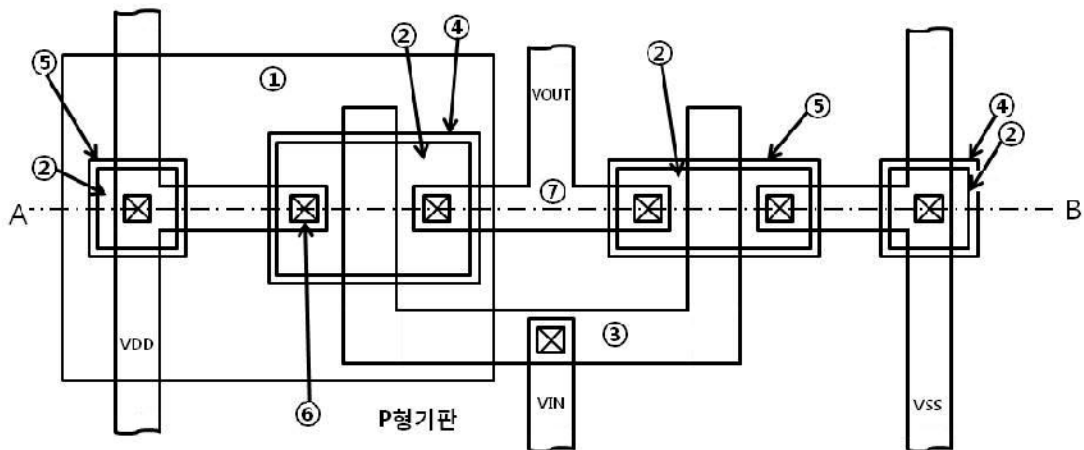 ⑤
①
②
④
②
⑤
④
②
VOUT
②
⑦
A
B
VDD
③
⑥
P형기판
VIN
VSS